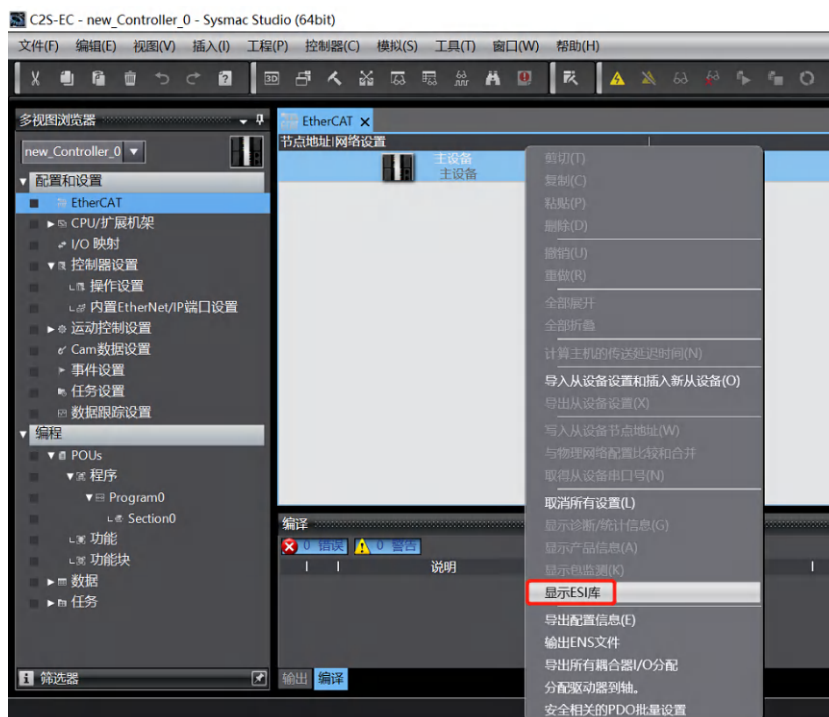 C2S-EC - new_Controller_0 - Sysmac Studio (64bit)
文件(F) 编辑(E) 视图(V) 插入(I) 工程(P) 控制器(C) 模拟(S) 工具(T) 窗口(W) 帮助(H)
多视图浏览器
new_Controller_0
配置和设置
EtherCAT
CPU/扩展机架
I/O 映射
控制器设置
操作设置
内置EtherNet/IP端口设置
运动控制设置
Cam数据设置
事件设置
任务设置
数据跟踪设置
编程
POUs
程序
Program0
Section0
功能
功能块
数据
任务
筛选器
EtherCAT
节点地址|网络设置
主设备
主设备
剪切(T)
复制(C)
粘贴(P)
删除(D)
撤销(U)
重做(R)
全部展开
全部折叠
计算主机的传送延迟时间(N)
导入从设备设置和插入新从设备(O)
导出从设备设置(X)
写入从设备节点地址(W)
与物理网络配置比较和合并
取得从设备串口号(N)
取消所有设置(L)
显示诊断/统计信息(G)
显示产品信息(A)
显示包监测(K)
显示ESI库
导出配置信息(E)
输出ENS文件
导出所有耦合器I/O分配
分配驱动器到轴。
安全相关的PDO批量设置
编译
0 错误 0 警告
说明
输出 编译